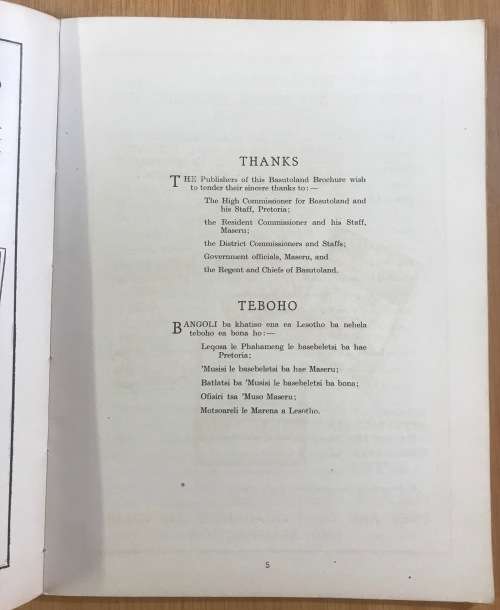 THANKS
THE Publishers of this Basutoland Brochure wish
to tender their sincere thanks to:—
The High Commissioner for Basutoland and
his Staff, Pretoria;
the Resident Commissioner and his Staff,
Maseru;
the District Commissioners and Staffs;
Government officials, Maseru, and
the Regent and Chiefs of Basutoland.
TEBOHO
BANGOLI ba khatiso ena ea Lesotho ba nehela
teboho ea bona ho:—
Leqosa le Phahameng le basebeletsi ba hae
Pretoria;
'Musisi le basebeletsi ba hae Maseru;
Batlatsi ba 'Musisi le basebeletsi ba bona;
Ofisiri tsa 'Muso Maseru;
Motsoareli le Marena a Lesotho.
5